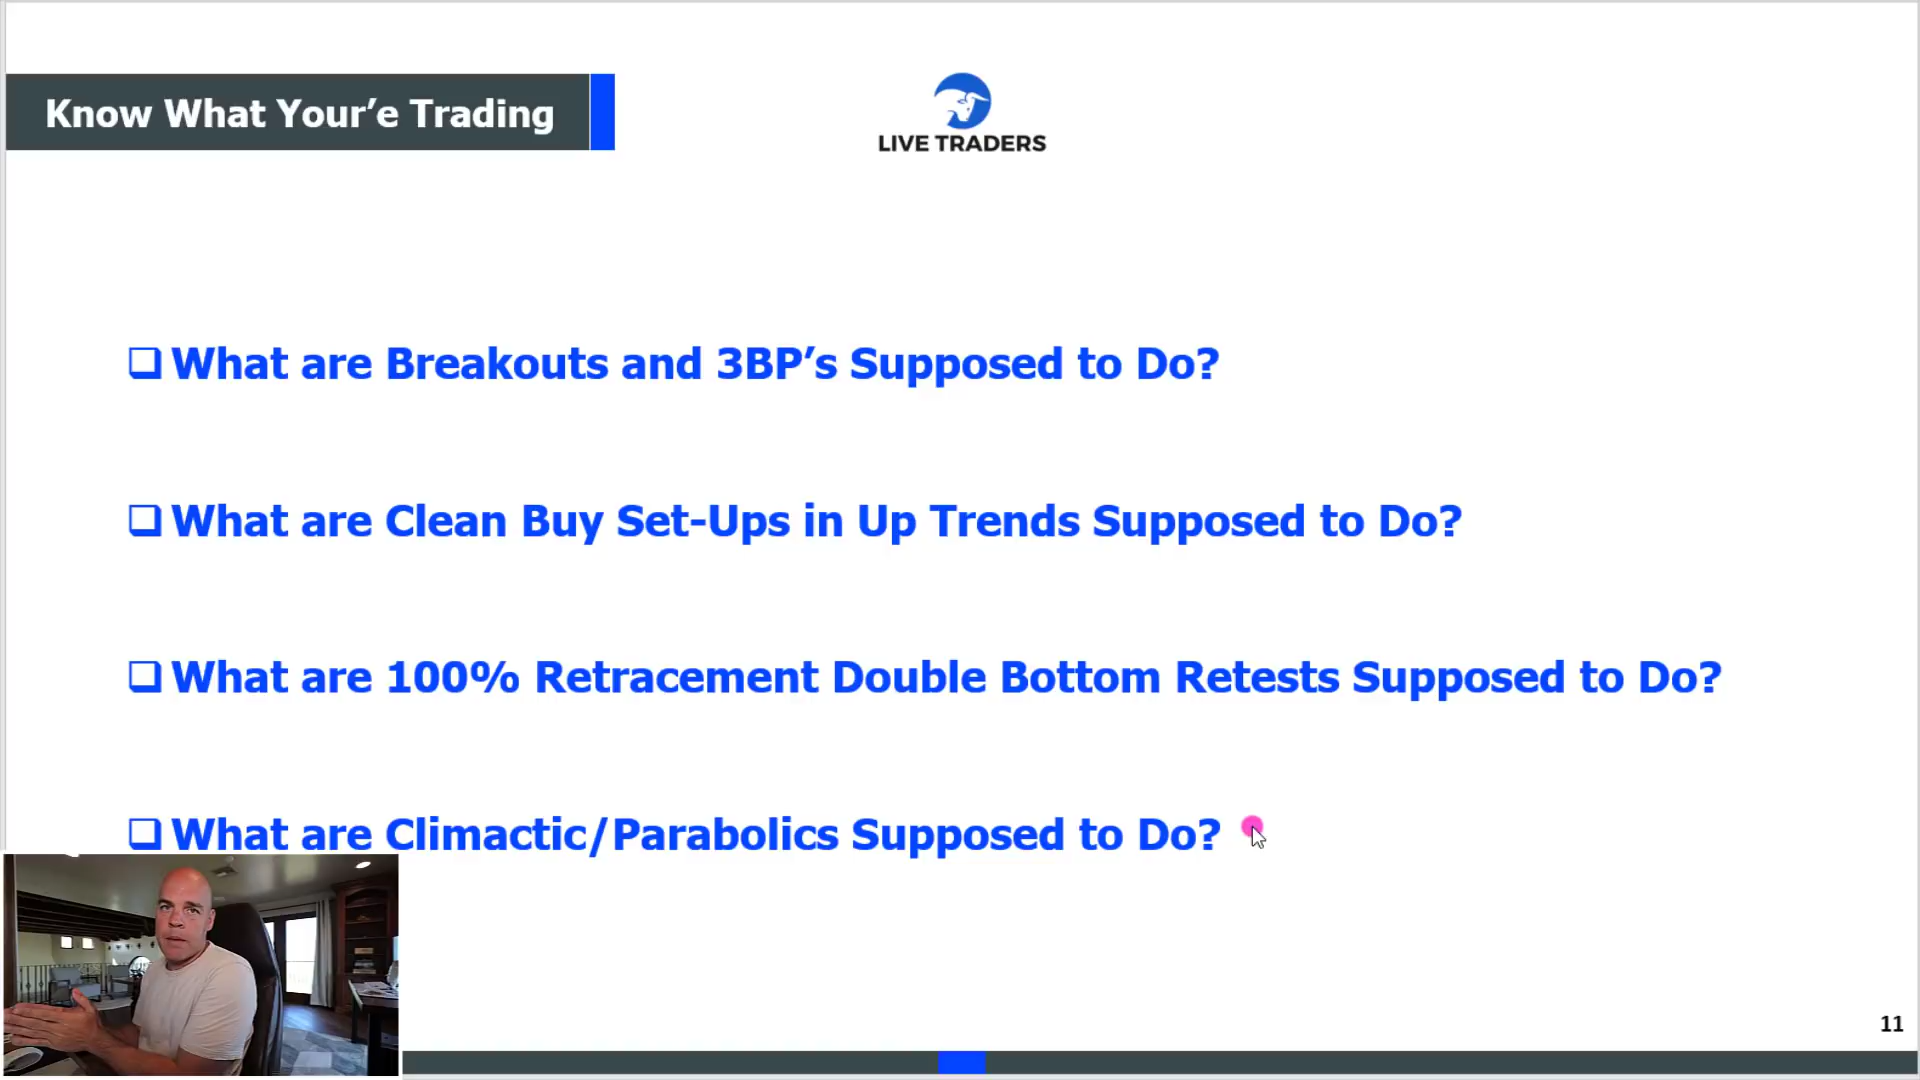 Know What Your’e Trading
LIVE TRADERS
❑ What are Breakouts and 3BP’s Supposed to Do?
❑ What are Clean Buy Set-Ups in Up Trends Supposed to Do?
❑ What are 100% Retracement Double Bottom Retests Supposed to Do?
❑ What are Climactic/Parabolics Supposed to Do?
11